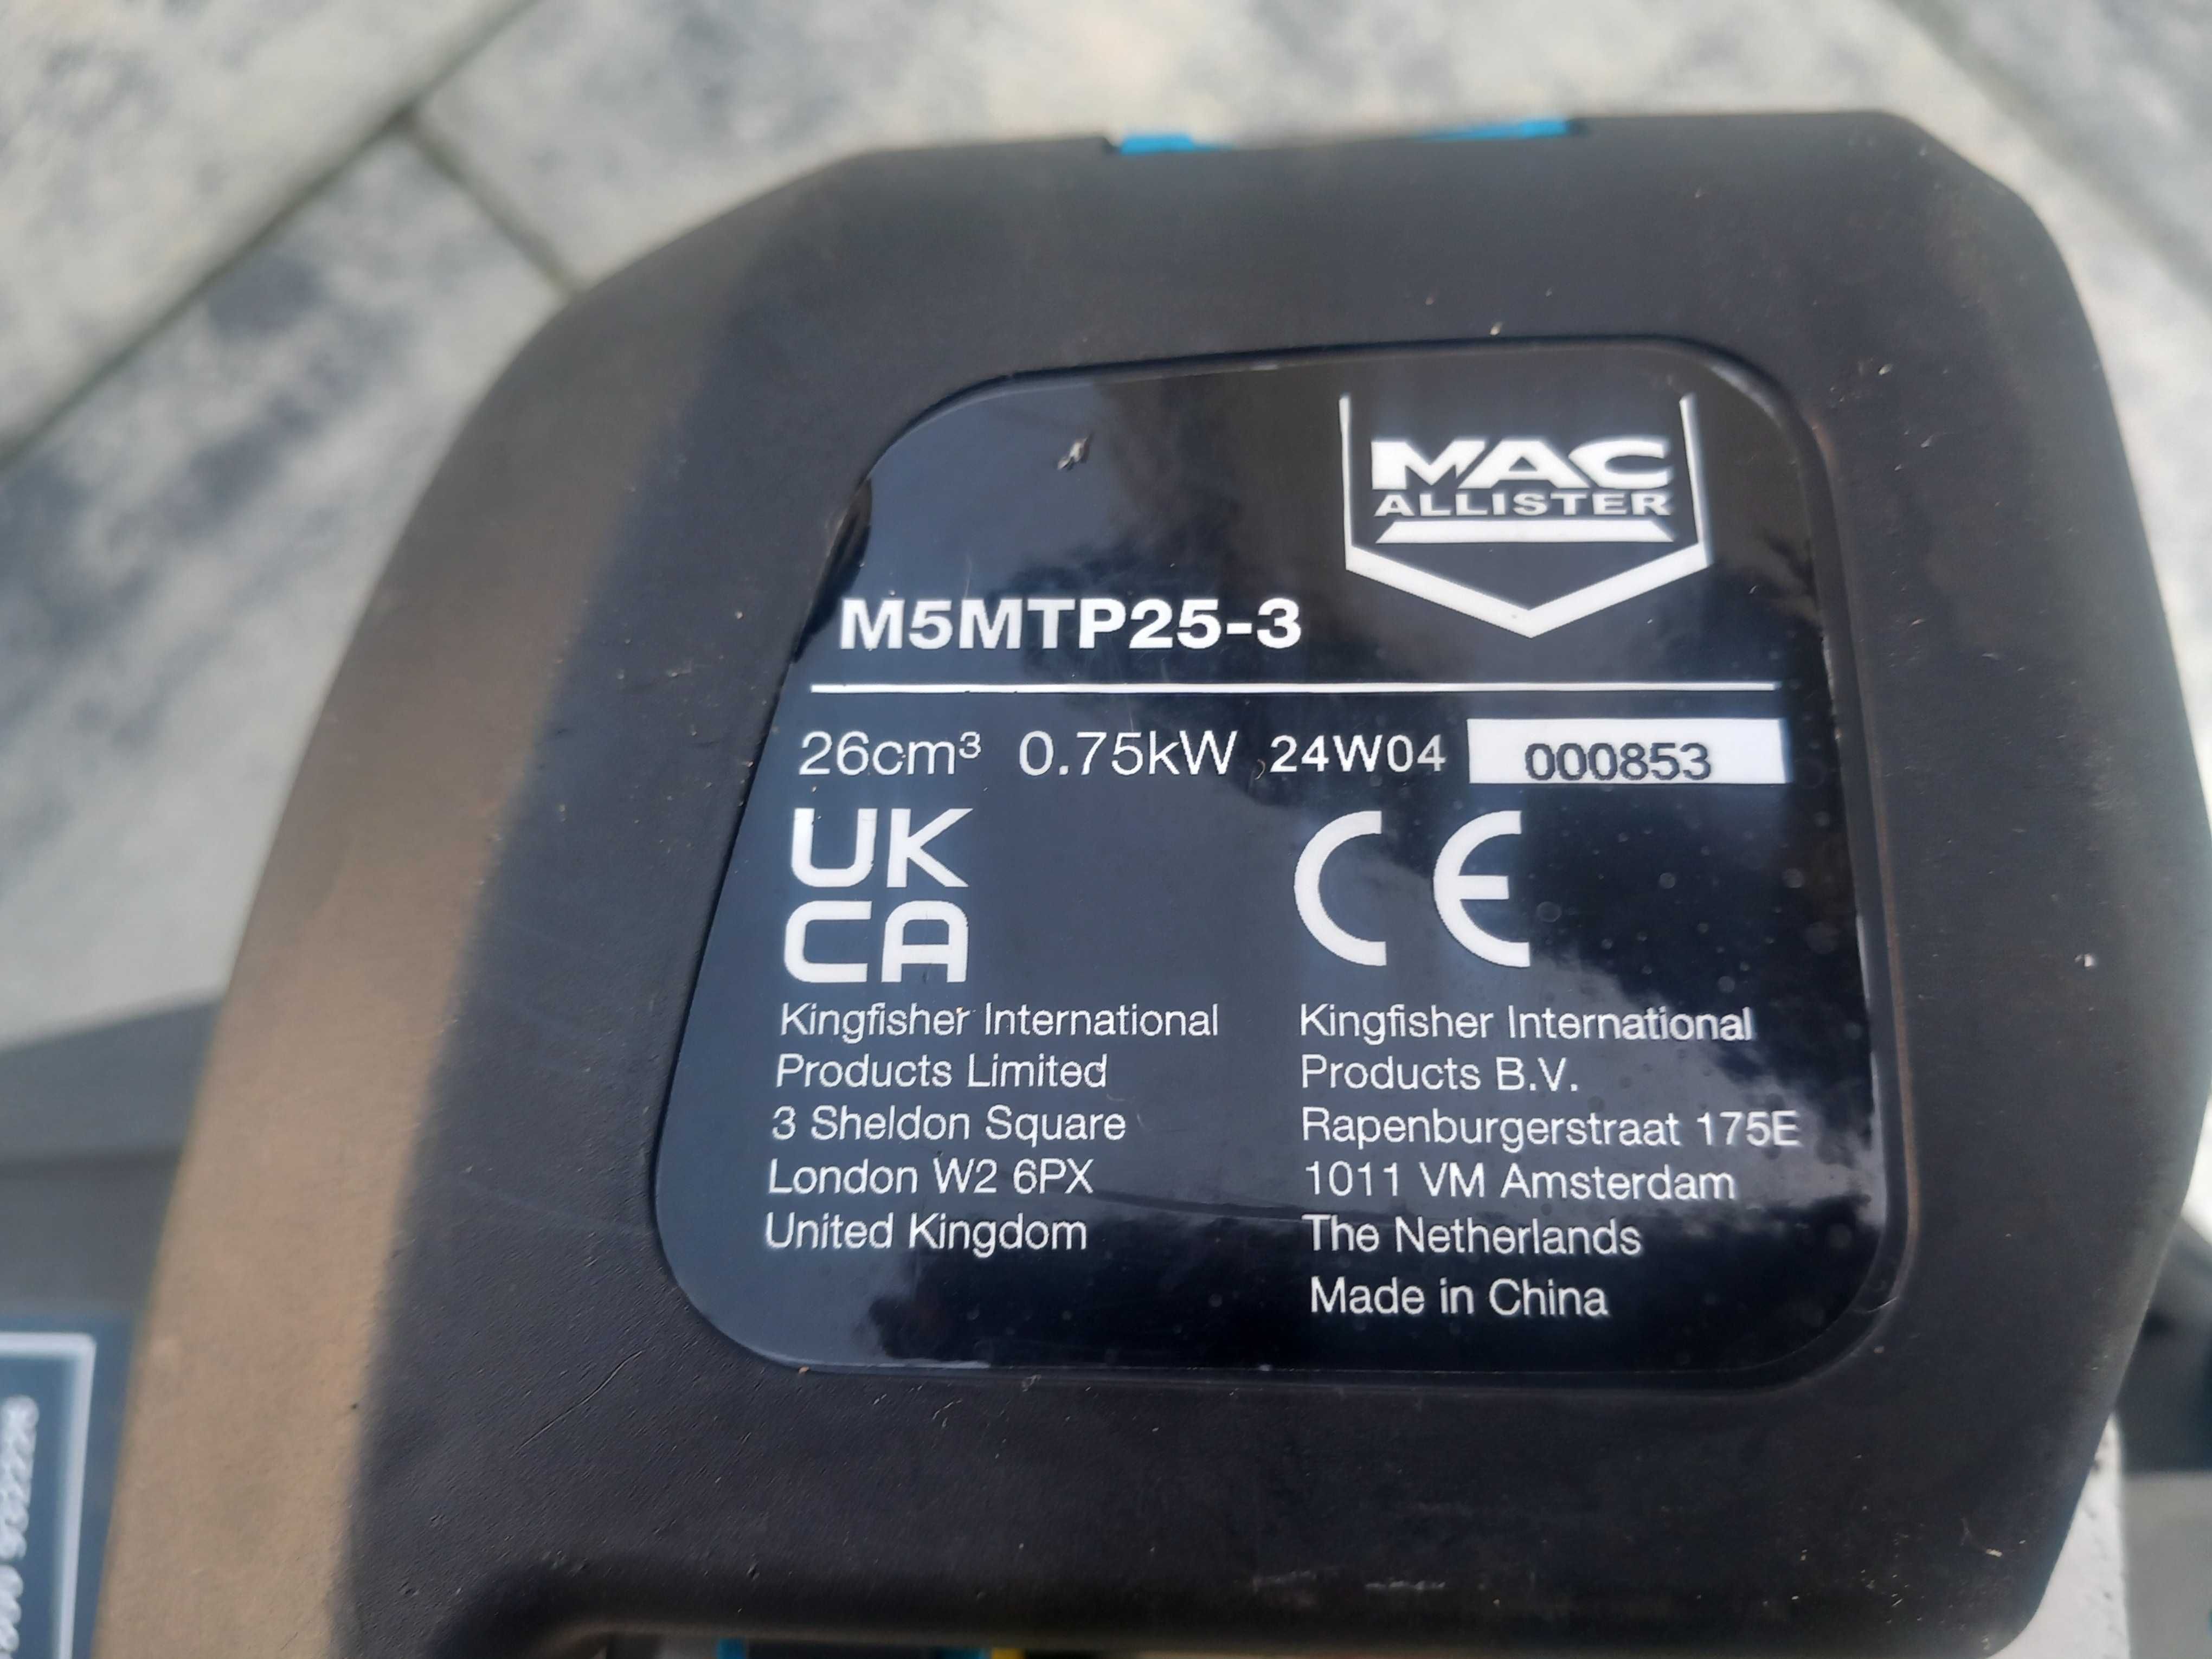 MAC
ALLISTER
M5MTP25-3
26cm³ 0.75kW 24W04 000853
UK
CA
CE
Kingfisher International
Products Limited
3 Sheldon Square
London W2 6PX
United Kingdom
Kingfisher International
Products B.V.
Rapenburgerstraat 175E
1011 VM Amsterdam
The Netherlands
Made in China